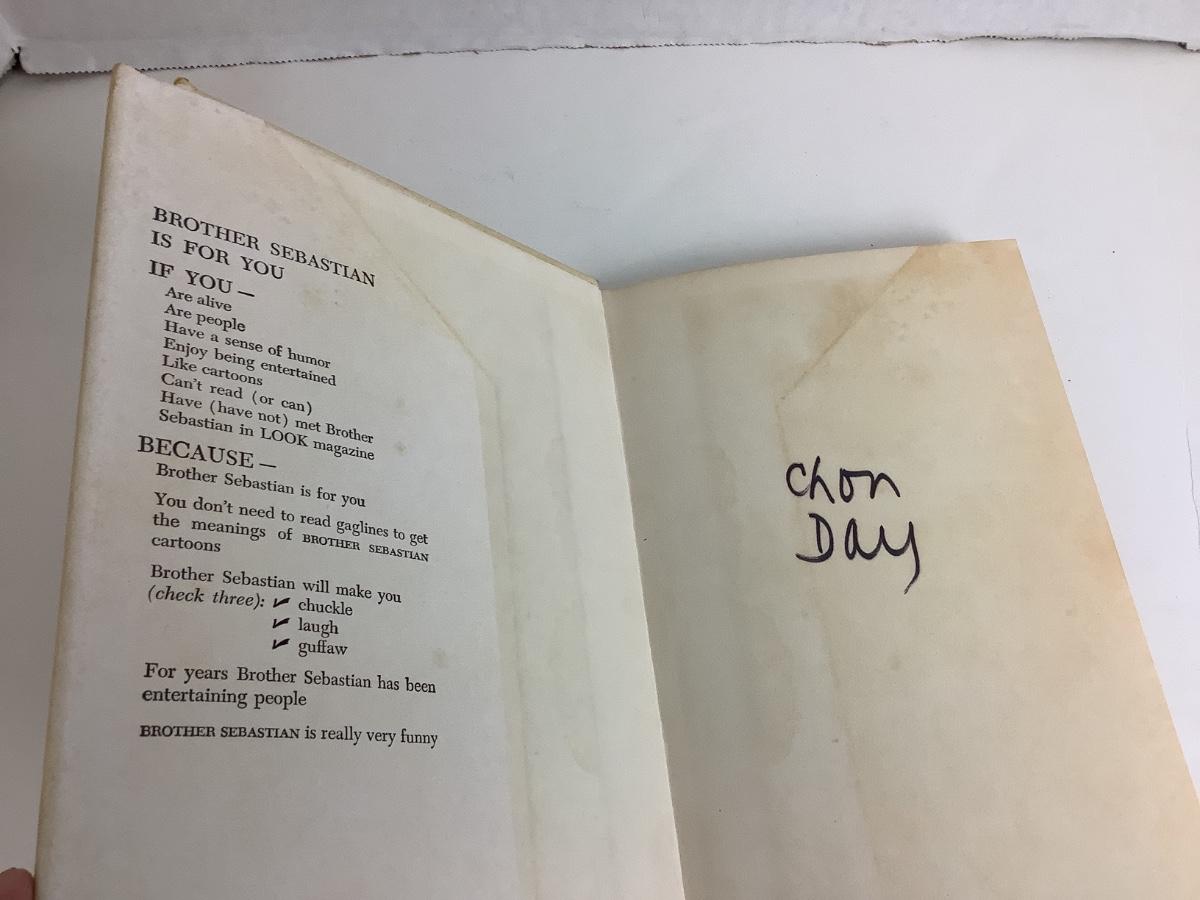 BROTHER SEBASTIAN
IS FOR YOU
IF YOU —
Are alive
Are people
Have a sense of humor
Enjoy being entertained
Like cartoons
Can't read (or can)
Have (have not) met Brother
Sebastian in LOOK magazine
BECAUSE —
Brother Sebastian is for you
You don't need to read gaglines to get
the meanings of BROTHER SEBASTIAN
cartoons
Brother Sebastian will make you
(check three): ✔ chuckle
✔ laugh
✔ guffaw
For years Brother Sebastian has been
entertaining people
BROTHER SEBASTIAN is really very funny
Chon
Day